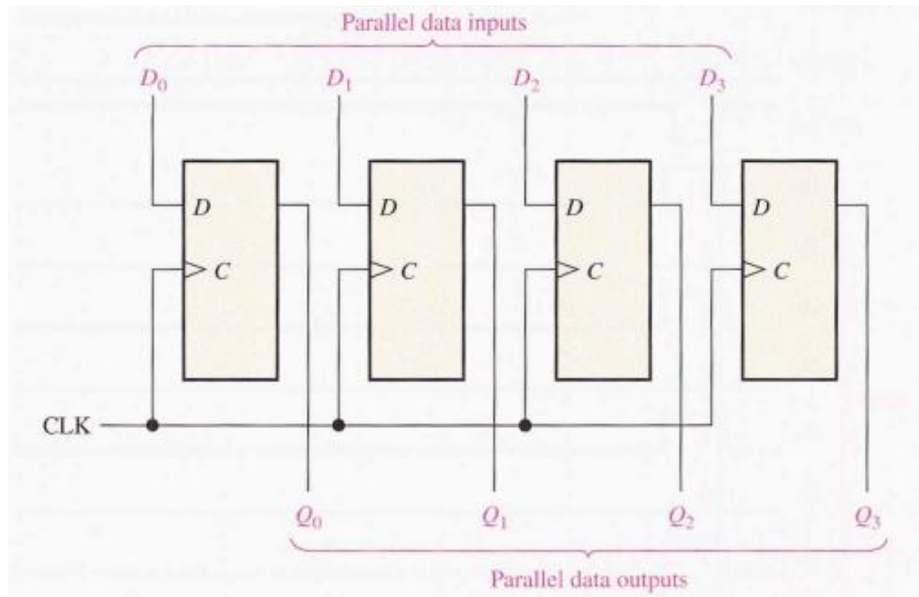 Parallel data inputs
D₀ D₁ D₂ D₃
D D D D
C C C C
CLK
Q₀ Q₁ Q₂ Q₃
Parallel data outputs